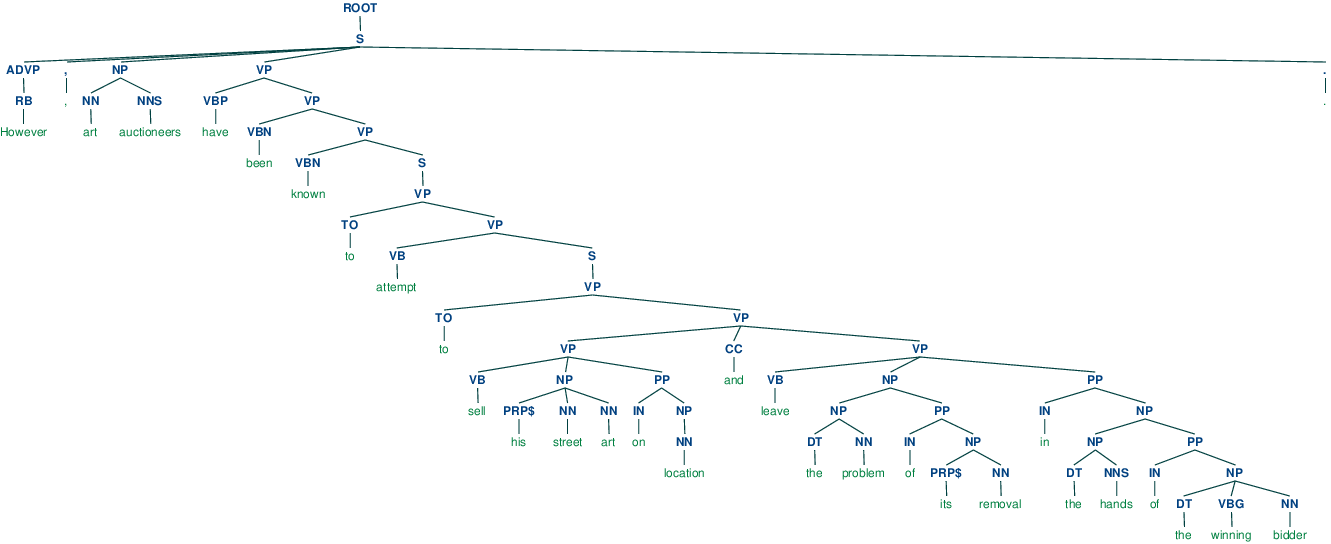 ROOT
S
ADVP , NP VP .
RB , NN NNS VBP VP .
However art auctioneers have VBN VP
been VBN S
known VP
TO VP
to VB S
attempt VP
TO VP
to VP CC VP
VB NP PP and VB NP PP
sell PRP$ NN NN IN NP leave NP PP IN NP
his street art on NN DT NN IN NP in NP PP
location the problem of PRP$ NN DT NNS IN NP
its removal the hands of DT VBG NN
the winning bidder